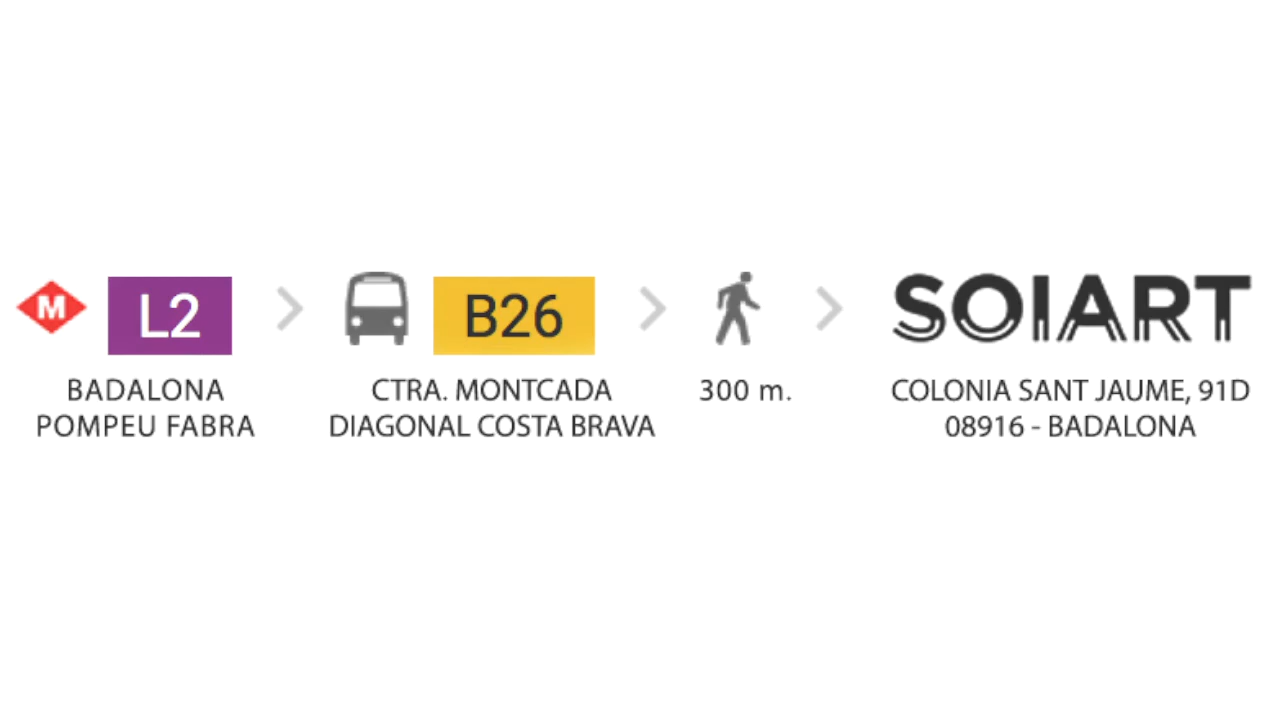 M L2
BADALONA
POMPEU FABRA
B26
CTRA. MONTCADA
DIAGONAL COSTA BRAVA
300 m.
SOIART
COLONIA SANT JAUME, 91D
08916 - BADALONA